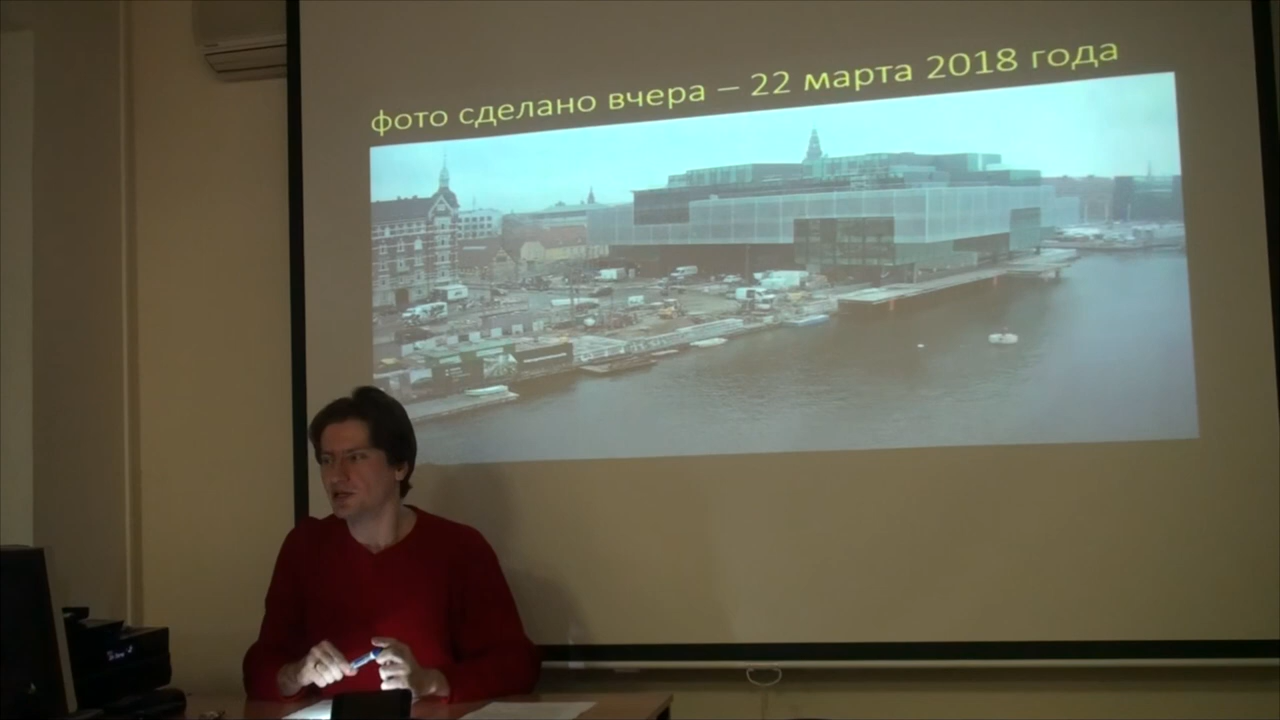 фото сделано вчера – 22 марта 2018 года